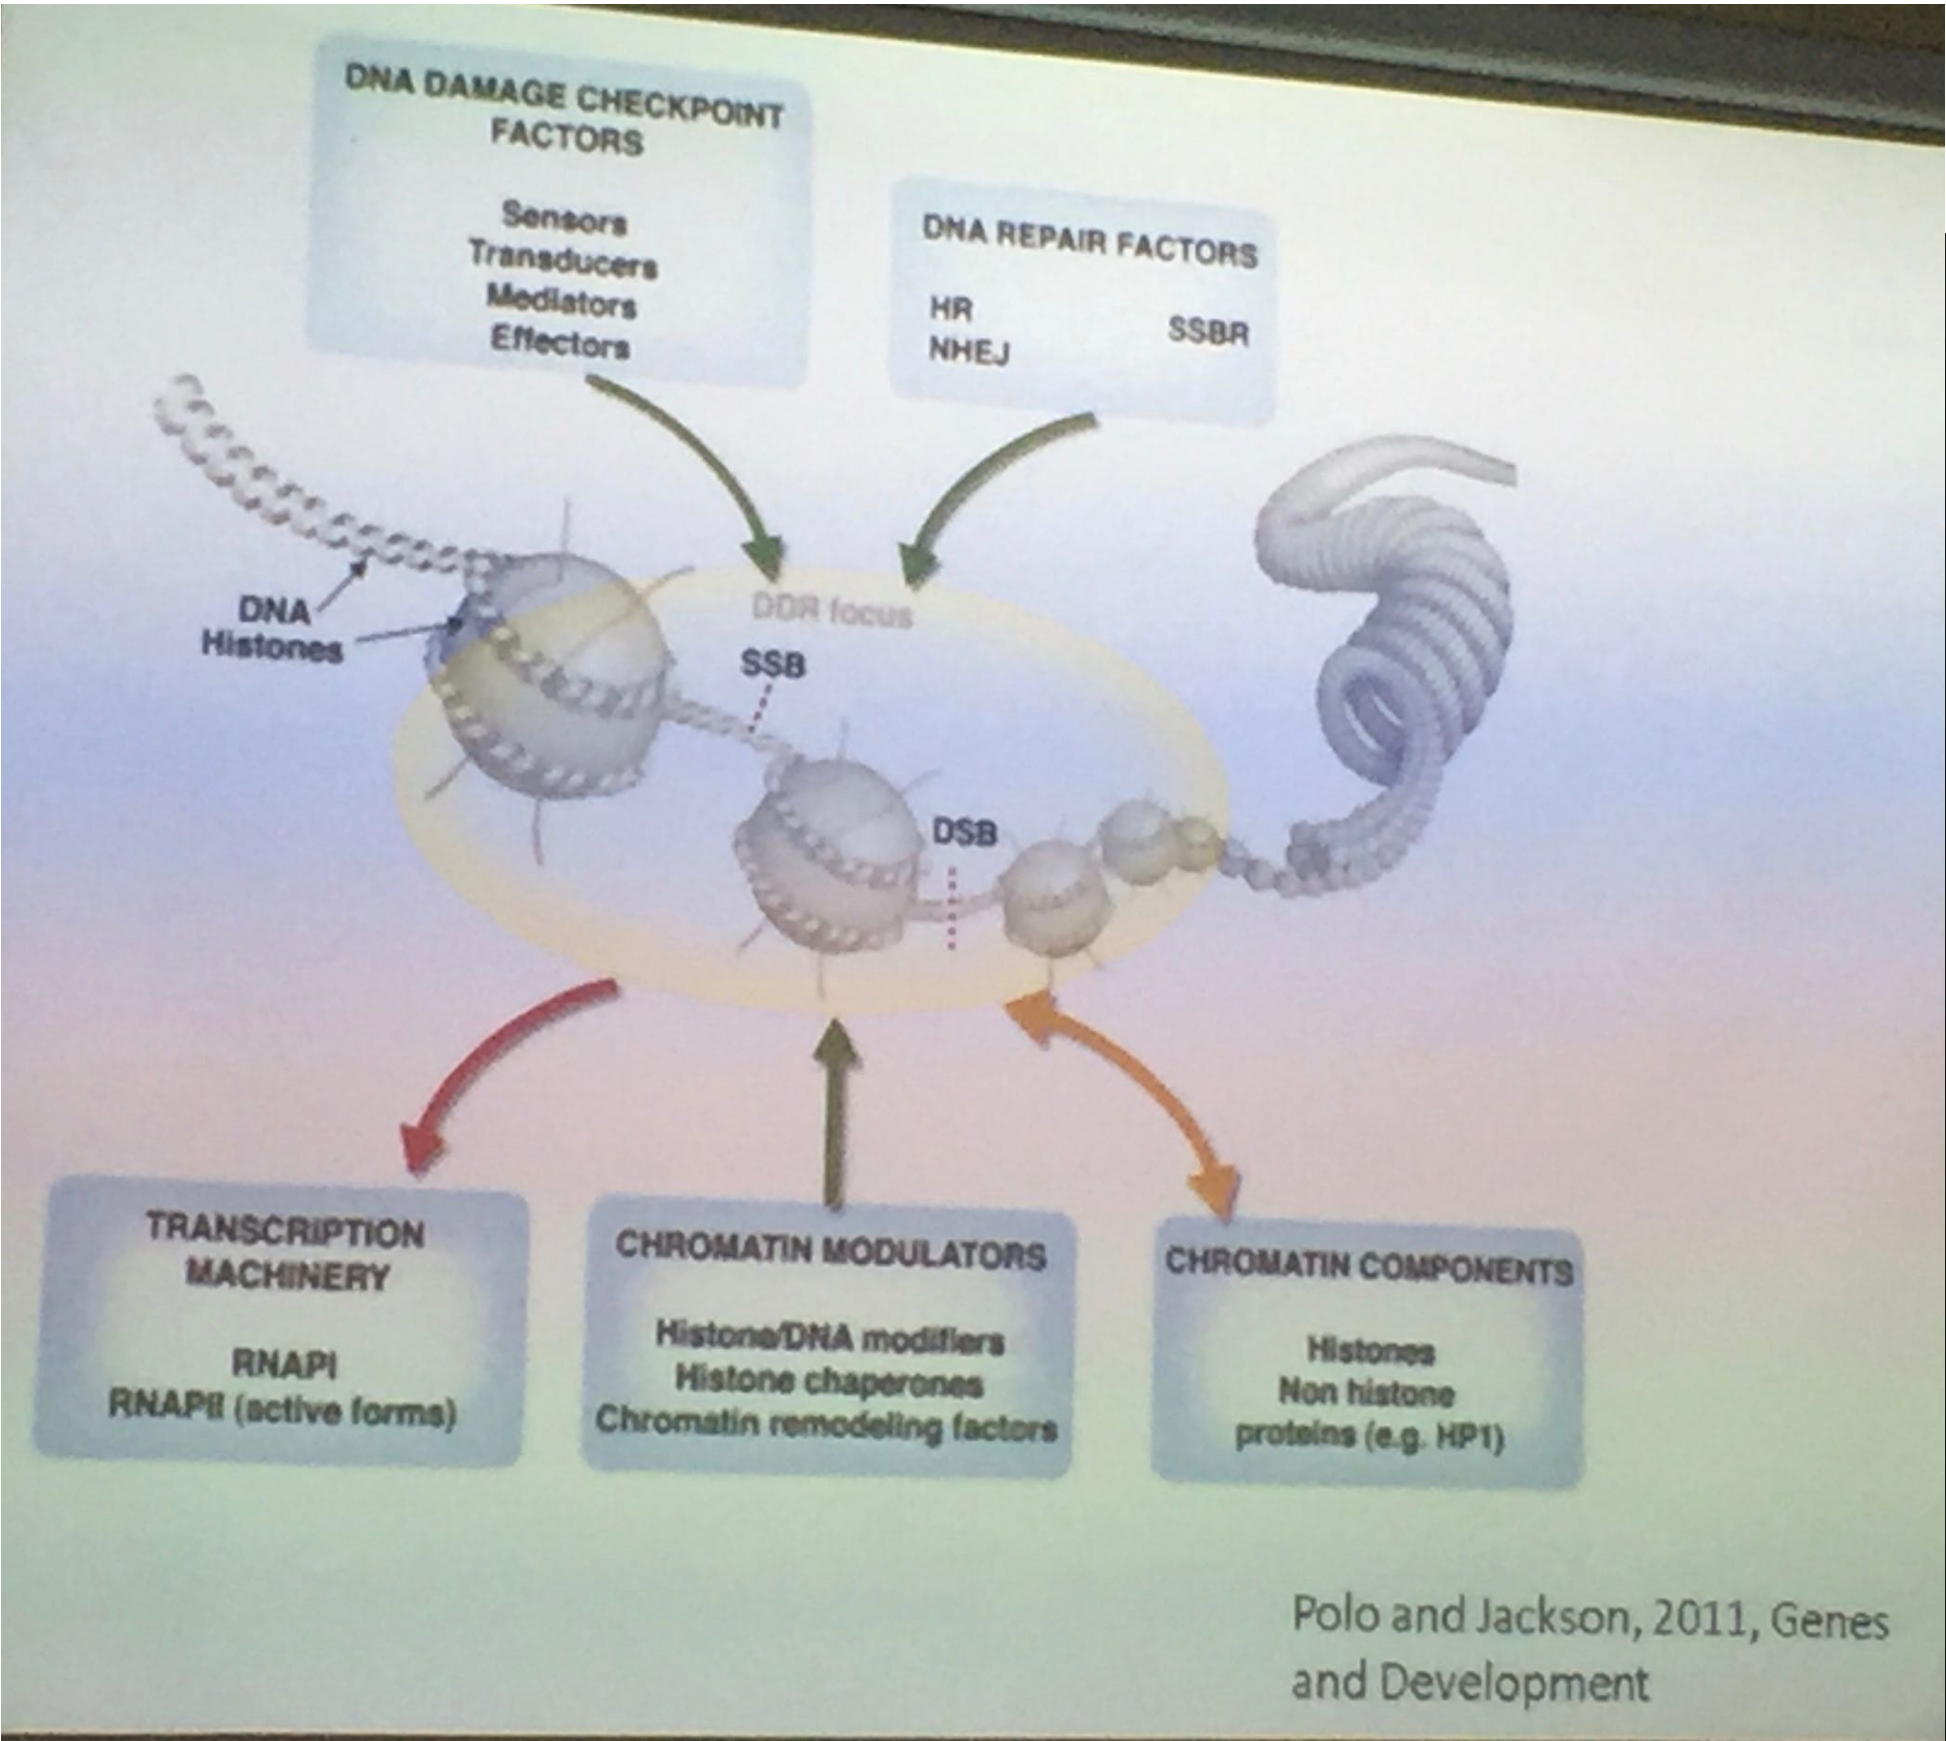 DNA DAMAGE CHECKPOINT
FACTORS
Sensors
Transducers
Mediators
Effectors
DNA REPAIR FACTORS
HR
NHEJ
SSBR
DNA
Histones
DDR focus
SSB
DSB
TRANSCRIPTION
MACHINERY
RNAPI
RNAPII (active forms)
CHROMATIN MODULATORS
Histone/DNA modifiers
Histone chaperones
Chromatin remodeling factors
CHROMATIN COMPONENTS
Histones
Non histone
proteins (e.g. HP1)
Polo and Jackson, 2011, Genes
and Development